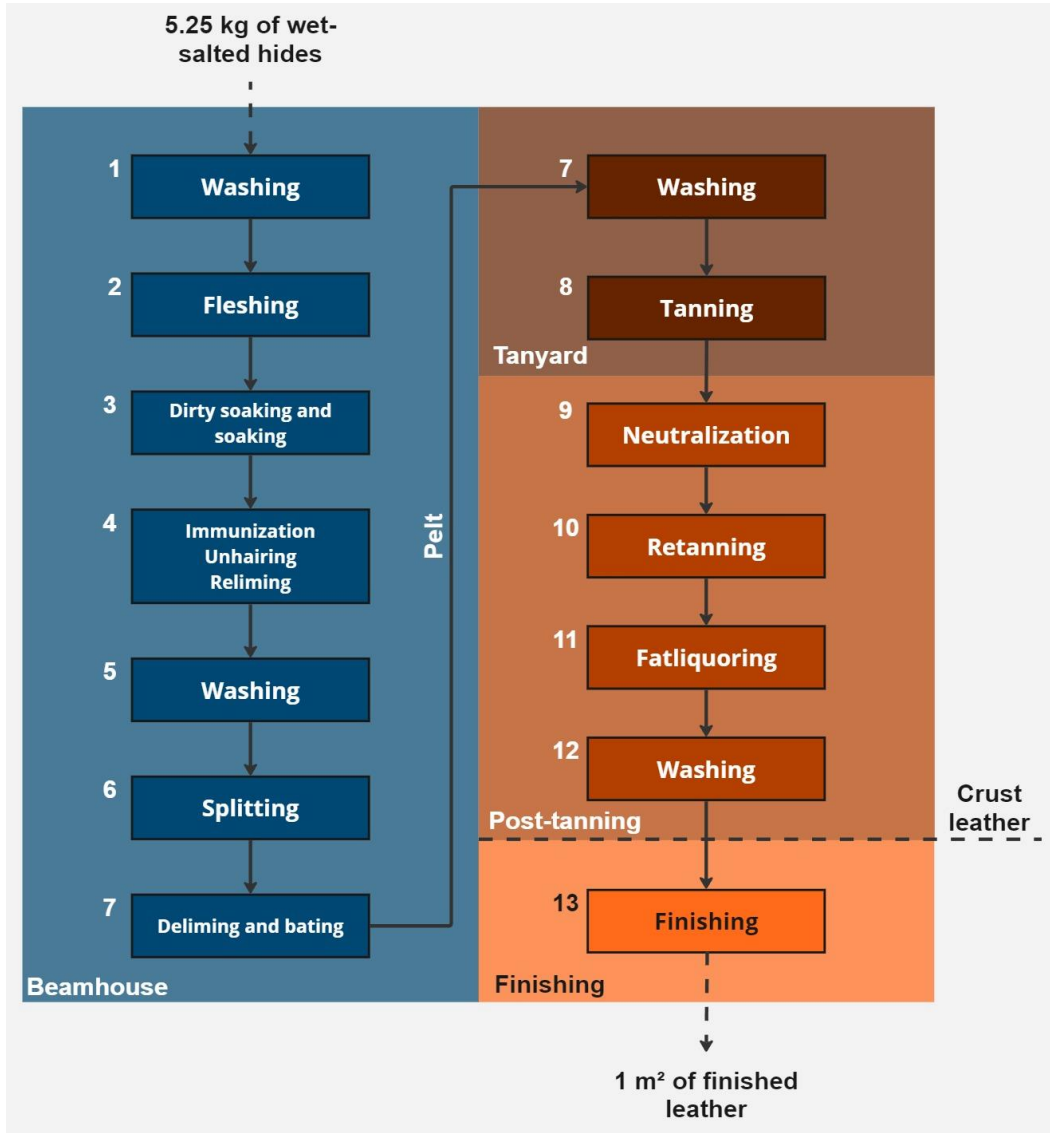 5.25 kg of wet-
salted hides
1
Washing
2
Fleshing
3
Dirty soaking and
soaking
4
Immunization
Unhairing
Reliming
5
Washing
6
Splitting
7
Deliming and bating
Beamhouse
Pelt
7
Washing
8
Tanning
Tanyard
9
Neutralization
10
Retanning
11
Fatliquoring
12
Washing
Post-tanning
Crust
leather
13
Finishing
Finishing
1 m² of finished
leather